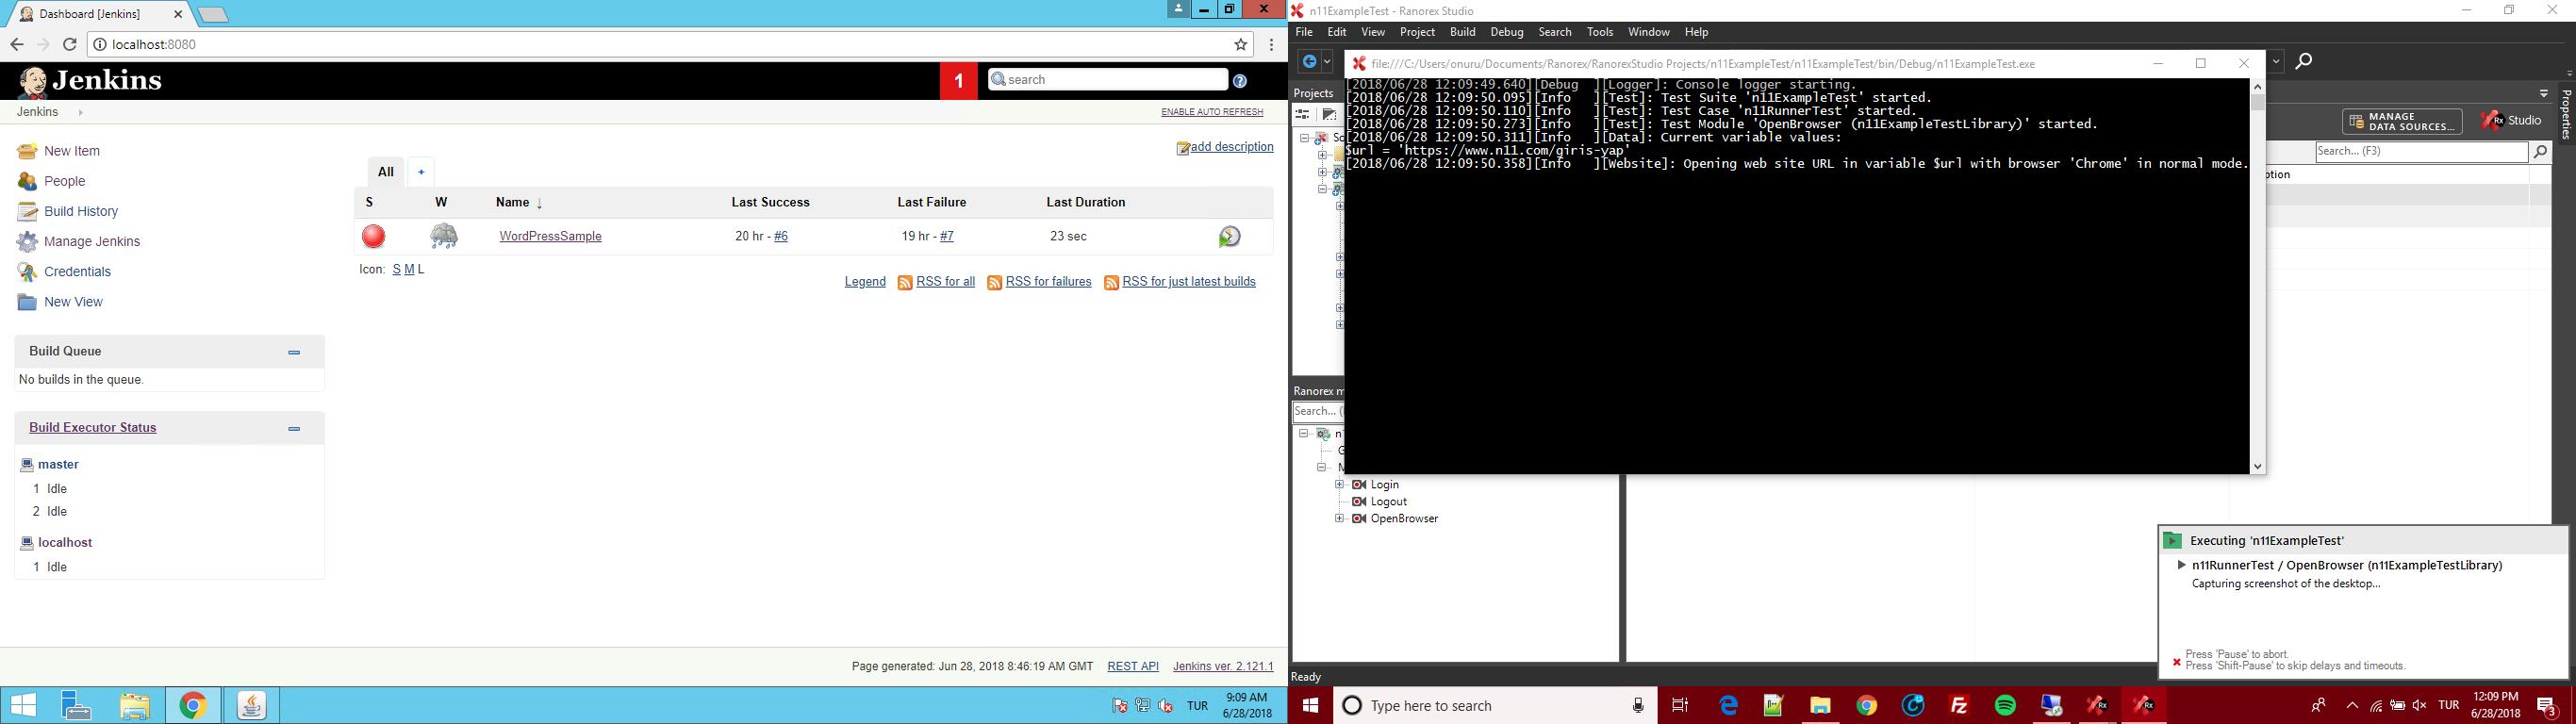 Dashboard [Jenkins]
localhost:8080
Jenkins
1
search
Jenkins
ENABLE AUTO REFRESH
New Item
People
Build History
Manage Jenkins
Credentials
New View
add description
All +
S W Name ↓ Last Success Last Failure Last Duration
WordPressSample 20 hr - #6 19 hr - #7 23 sec
Icon: S M L
Legend RSS for all RSS for failures RSS for just latest builds
Build Queue
No builds in the queue.
Build Executor Status
master
1 Idle
2 Idle
localhost
1 Idle
Page generated: Jun 28, 2018 8:46:19 AM GMT REST API Jenkins ver. 2.121.1
TUR
9:09 AM
6/28/2018
n11ExampleTest - Ranorex Studio
File Edit View Project Build Debug Search Tools Window Help
file:///C:/Users/onuru/Documents/Ranorex/RanorexStudio Projects/n11ExampleTest/n11ExampleTest/bin/Debug/n11ExampleTest.exe
[2018/06/28 12:09:49.640][Debug  ][Logger]: Console logger starting.
[2018/06/28 12:09:50.095][Info   ][Test]: Test Suite 'n11ExampleTest' started.
[2018/06/28 12:09:50.110][Info   ][Test]: Test Case 'n11RunnerTest' started.
[2018/06/28 12:09:50.273][Info   ][Test]: Test Module 'OpenBrowser (n11ExampleTestLibrary)' started.
[2018/06/28 12:09:50.311][Info   ][Data]: Current variable values:
$url = 'https://www.n11.com/giris-yap'
[2018/06/28 12:09:50.358][Info   ][Website]: Opening web site URL in variable $url with browser 'Chrome' in normal mode.
Projects
MANAGE
DATA SOURCES...
Studio
Properties
Search... (F3)
ption
Ranorex m
Search... (
Login
Logout
OpenBrowser
Executing 'n11ExampleTest'
n11RunnerTest / OpenBrowser (n11ExampleTestLibrary)
Capturing screenshot of the desktop...
Press 'Pause' to abort.
Press 'Shift-Pause' to skip delays and timeouts.
Ready
Type here to search
TUR
12:09 PM
6/28/2018
3